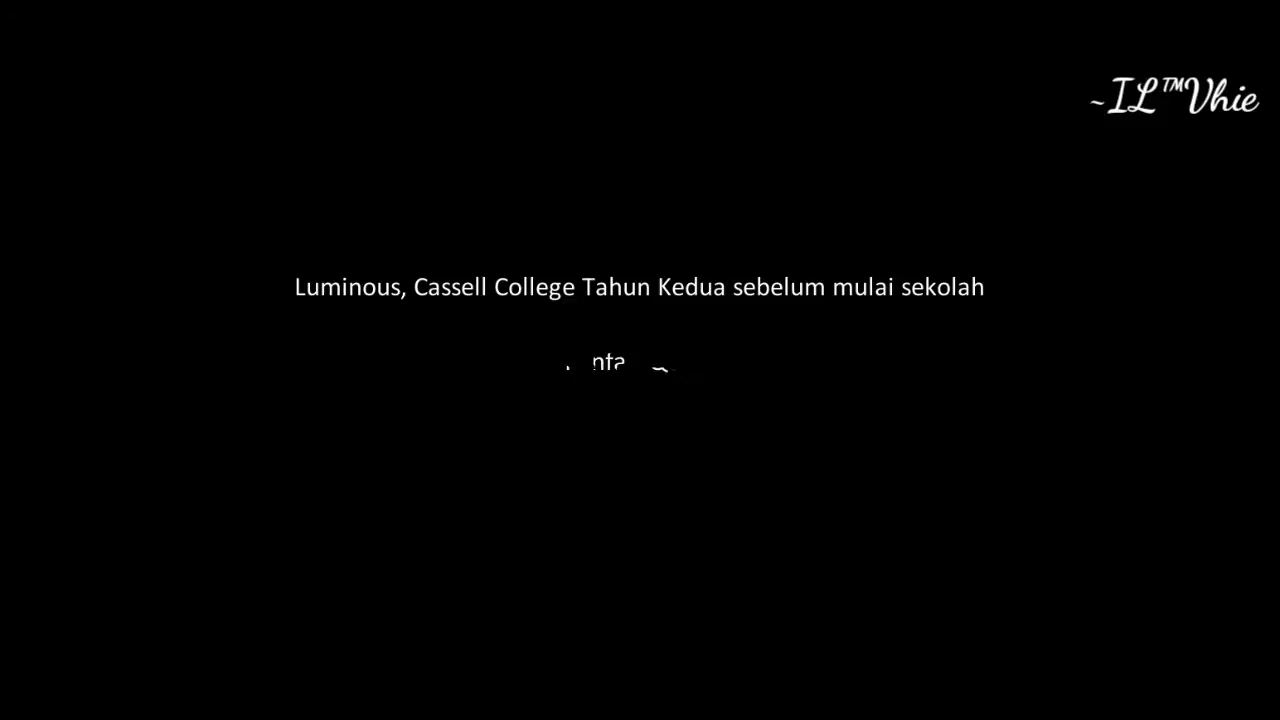 ~IL™Vhie
Luminous, Cassell College Tahun Kedua sebelum mulai sekolah